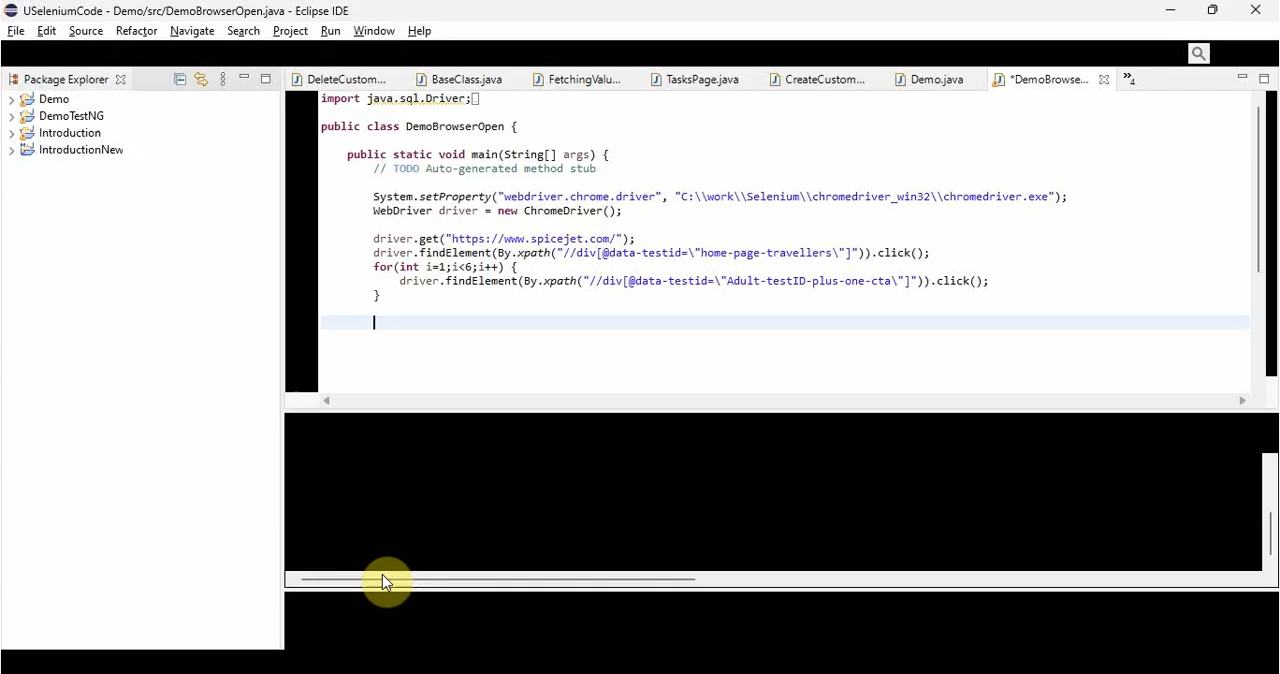 USeleniumCode - Demo/src/DemoBrowserOpen.java - Eclipse IDE
File Edit Source Refactor Navigate Search Project Run Window Help
Package Explorer
Demo
DemoTestNG
Introduction
IntroductionNew
DeleteCustom... BaseClass.java FetchingValu... TasksPage.java CreateCustom... Demo.java *DemoBrowse... »4
import java.sql.Driver;
public class DemoBrowserOpen {
public static void main(String[] args) {
// TODO Auto-generated method stub
System.setProperty("webdriver.chrome.driver", "C:\\work\\Selenium\\chromedriver_win32\\chromedriver.exe");
WebDriver driver = new ChromeDriver();
driver.get("https://www.spicejet.com/");
driver.findElement(By.xpath("//div[@data-testid=\"home-page-travellers\"]")).click();
for(int i=1;i<6;i++) {
driver.findElement(By.xpath("//div[@data-testid=\"Adult-testID-plus-one-cta\"]")).click();
}